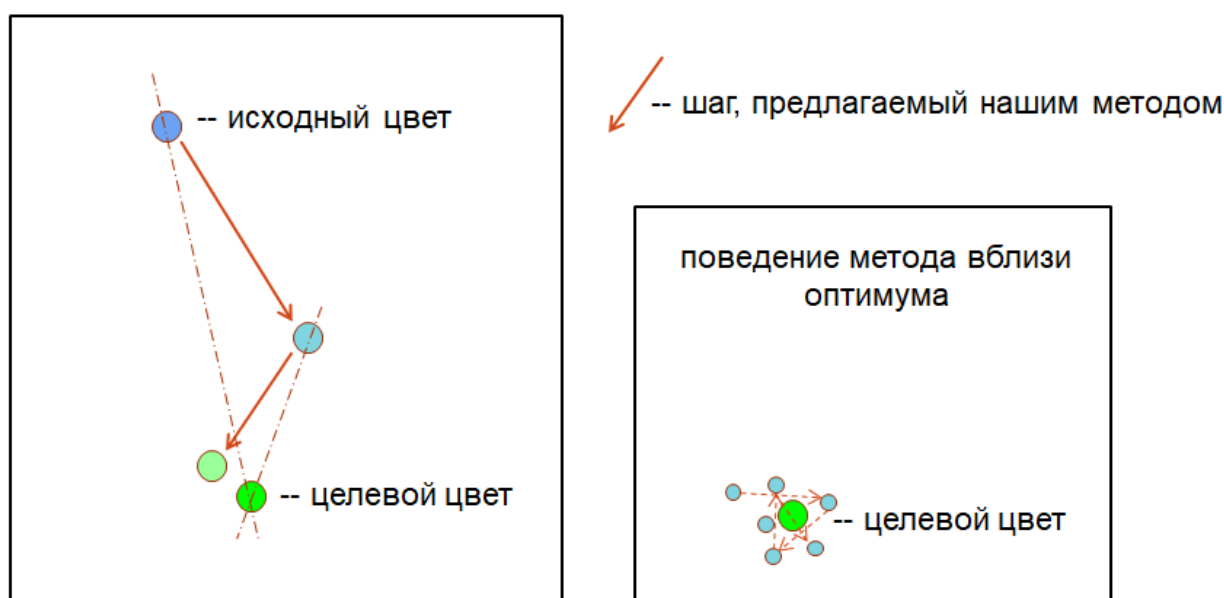 -- исходный цвет
-- шаг, предлагаемый нашим методом
поведение метода вблизи
оптимума
-- целевой цвет
-- целевой цвет